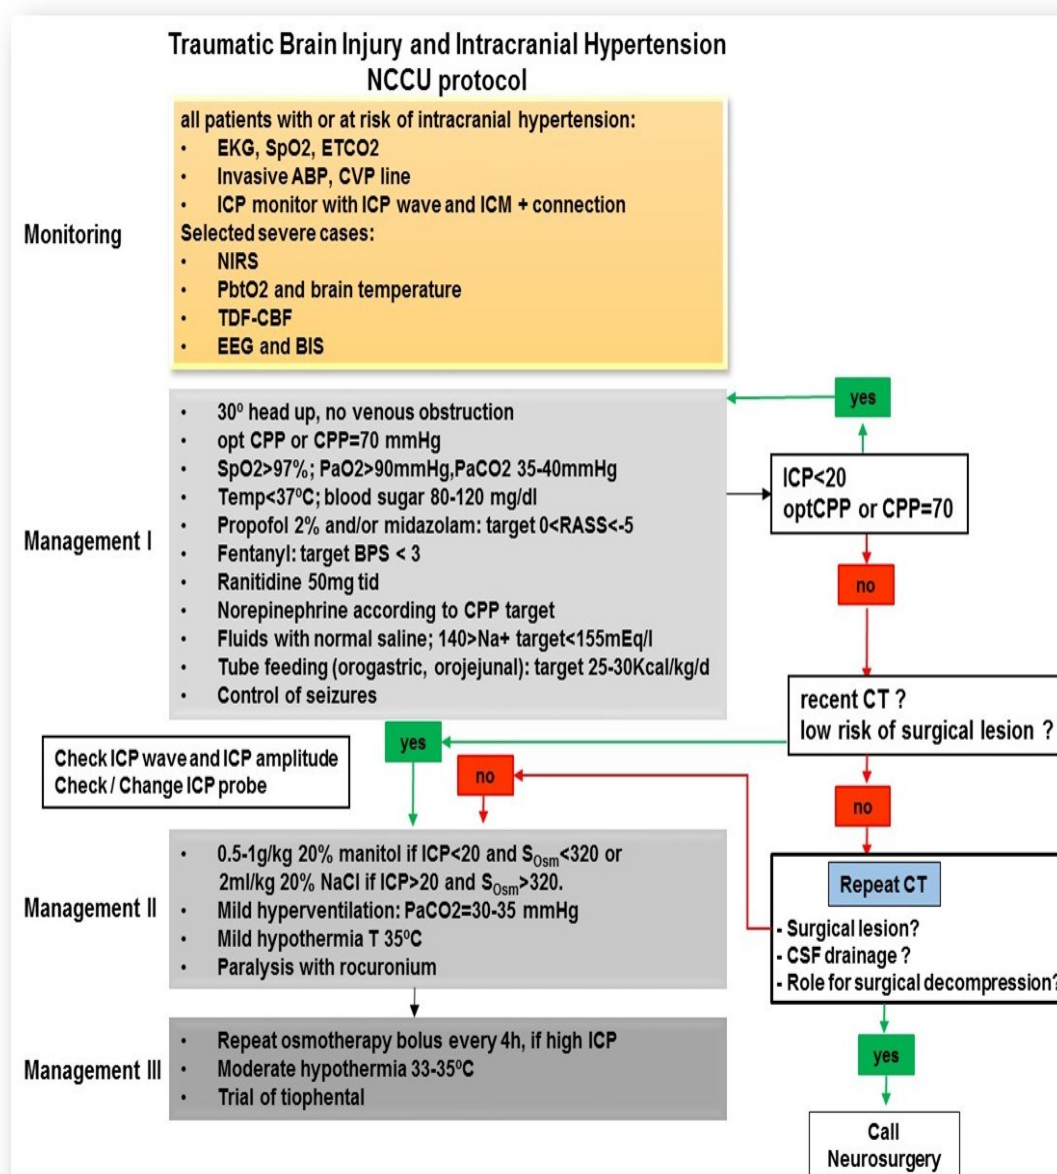 Traumatic Brain Injury and Intracranial Hypertension
NCCU protocol
Monitoring
all patients with or at risk of intracranial hypertension:
• EKG, SpO2, ETCO2
• Invasive ABP, CVP line
• ICP monitor with ICP wave and ICM + connection
Selected severe cases:
• NIRS
• PbtO2 and brain temperature
• TDF-CBF
• EEG and BIS
Management I
• 30º head up, no venous obstruction
• opt CPP or CPP=70 mmHg
• SpO2>97%; PaO2>90mmHg,PaCO2 35-40mmHg
• Temp<37ºC; blood sugar 80-120 mg/dl
• Propofol 2% and/or midazolam: target 0<RASS<-5
• Fentanyl: target BPS < 3
• Ranitidine 50mg tid
• Norepinephrine according to CPP target
• Fluids with normal saline; 140>Na+ target<155mEq/l
• Tube feeding (orogastric, orojejunal): target 25-30Kcal/kg/d
• Control of seizures
yes
ICP<20
optCPP or CPP=70
no
recent CT ?
low risk of surgical lesion ?
yes
no
no
Check ICP wave and ICP amplitude
Check / Change ICP probe
Management II
• 0.5-1g/kg 20% manitol if ICP<20 and SOsm<320 or
2ml/kg 20% NaCl if ICP>20 and SOsm>320.
• Mild hyperventilation: PaCO2=30-35 mmHg
• Mild hypothermia T 35ºC
• Paralysis with rocuronium
Repeat CT
- Surgical lesion?
- CSF drainage ?
- Role for surgical decompression?
Management III
• Repeat osmotherapy bolus every 4h, if high ICP
• Moderate hypothermia 33-35ºC
• Trial of tiophental
yes
Call
Neurosurgery